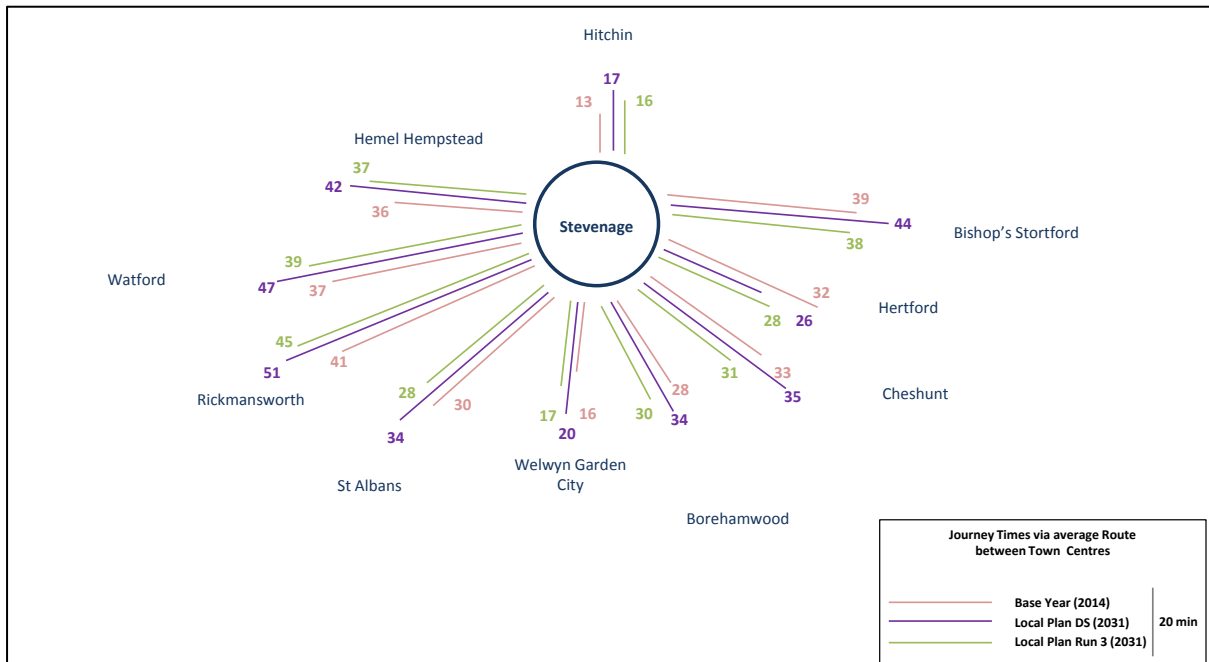 Hitchin
17
13
16
Hemel Hempstead
37
42
36
Stevenage
39
44
38
Bishop's Stortford
Watford
39
47
37
32
28
26
Hertford
45
51
41
Rickmansworth
33
31
35
Cheshunt
28
30
34
St Albans
17
16
20
Welwyn Garden
City
28
30
34
Borehamwood
Journey Times via average Route
between Town Centres
Base Year (2014)
Local Plan DS (2031)
Local Plan Run 3 (2031)
20 min